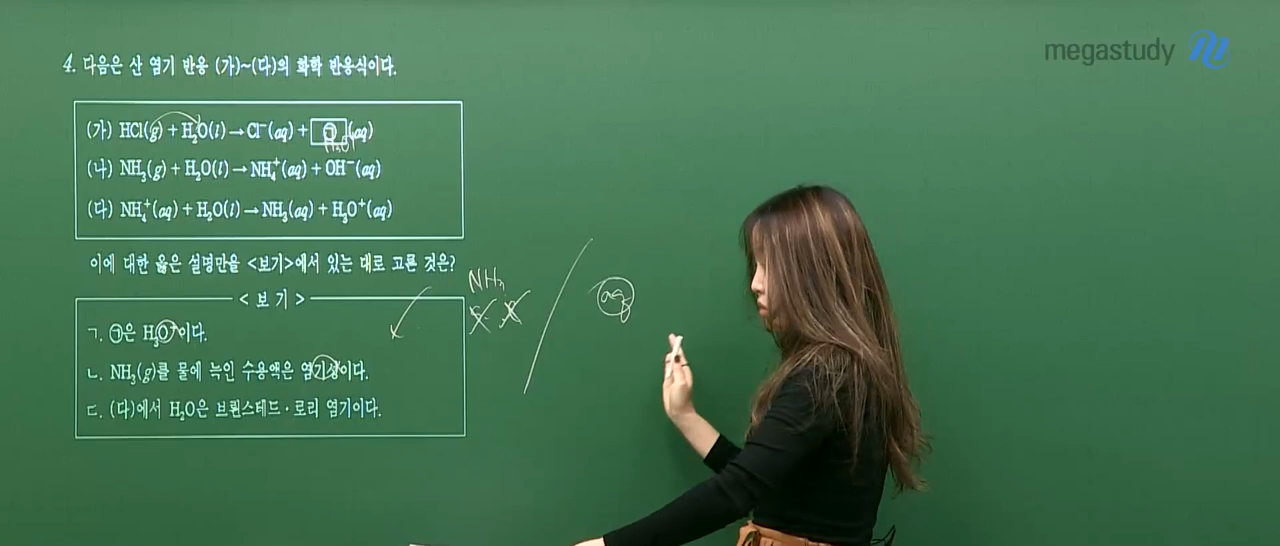 megastudy
4. 다음은 산 염기 반응 (가)~(다)의 화학 반응식이다.
(가) HCl(g) + H₂O(l) → Cl⁻(aq) + ㉠(aq)
H₃O⁺
(나) NH₃(g) + H₂O(l) → NH₄⁺(aq) + OH⁻(aq)
(다) NH₄⁺(aq) + H₂O(l) → NH₃(aq) + H₃O⁺(aq)
이에 대한 옳은 설명만을 <보기>에서 있는 대로 고른 것은?
<보 기>
ㄱ. ㉠은 H₃O⁺이다.
ㄴ. NH₃(g)를 물에 녹인 수용액은 염기성이다.
ㄷ. (다)에서 H₂O은 브뢴스테드·로리 염기이다.
NH₃
aq